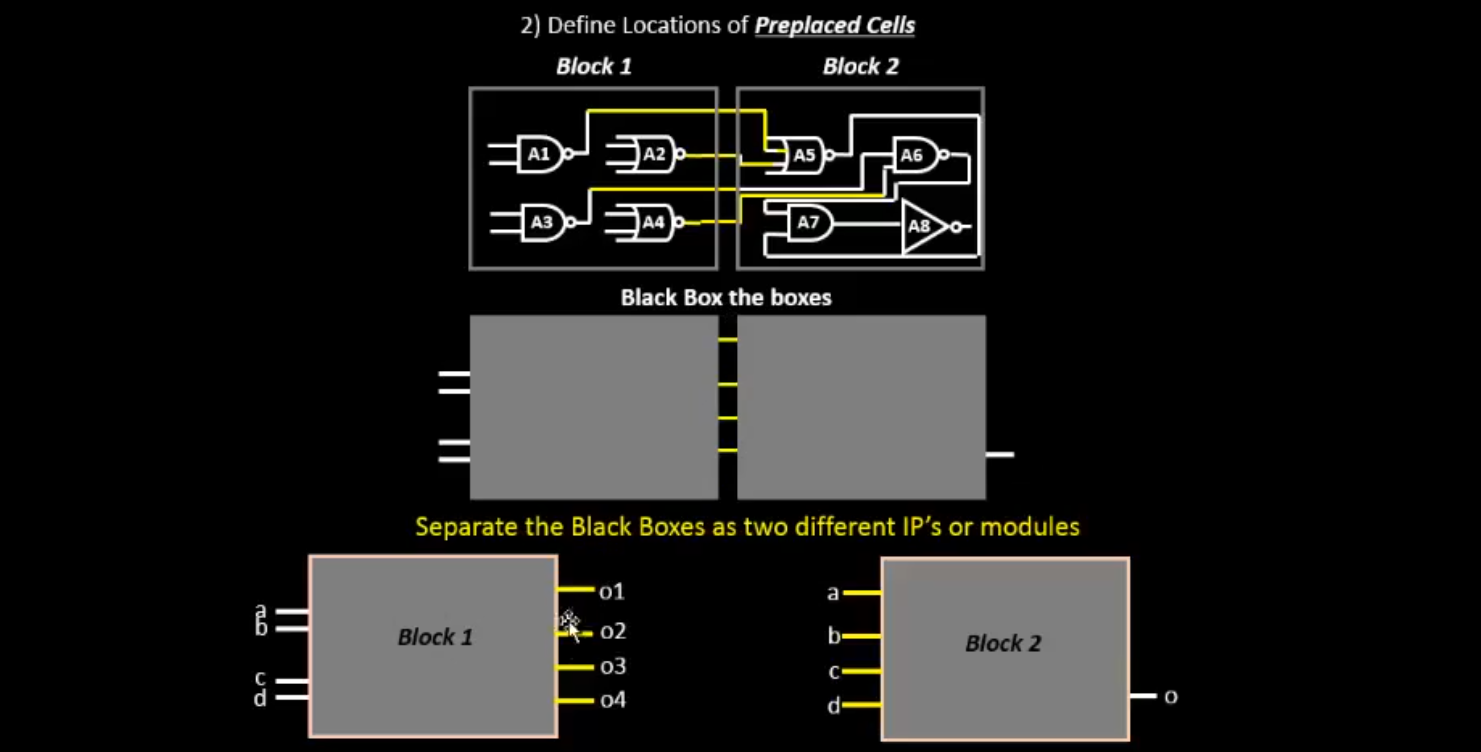 2) Define Locations of Preplaced Cells
Block 1
Block 2
A1
A2
A5
A6
A3
A4
A7
A8
Black Box the boxes
Separate the Black Boxes as two different IP's or modules
a
b
c
d
Block 1
o1
o2
o3
o4
a
b
c
d
Block 2
o